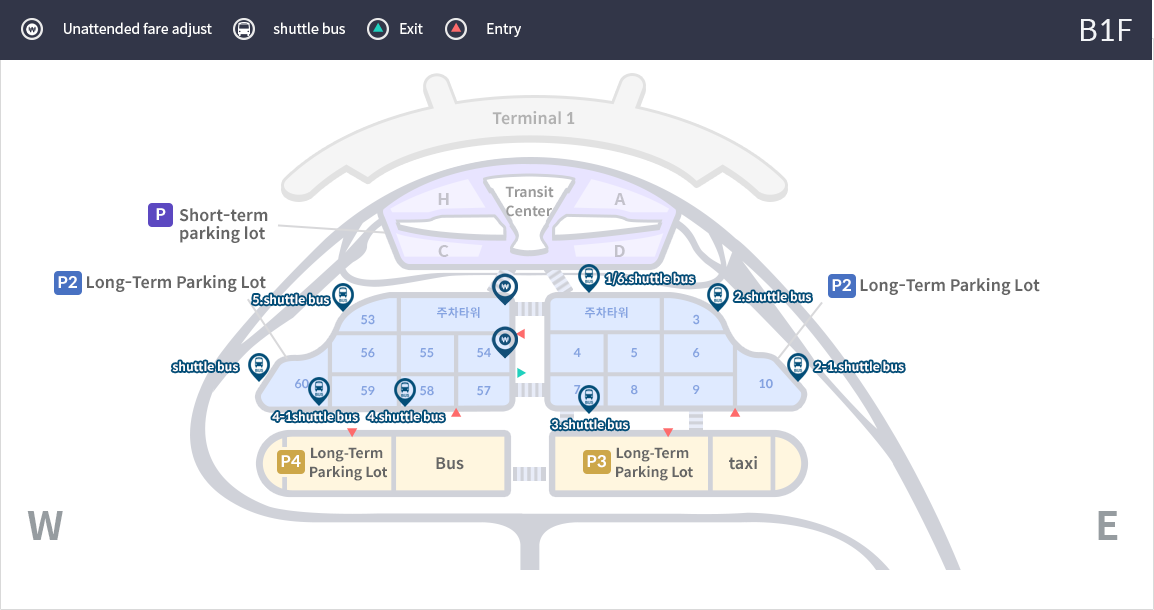 Unattended fare adjust
shuttle bus
Exit
Entry
B1F
Terminal 1
Transit
Center
H
A
C
D
P
Short-term
parking lot
P2 Long-Term Parking Lot
P2 Long-Term Parking Lot
1/6.shuttle bus
5.shuttle bus
2.shuttle bus
53
주차타워
주차타워
3
56
55
54
4
5
6
shuttle bus
2-1.shuttle bus
60
59
58
57
7
8
9
10
4-1shuttle bus
4.shuttle bus
3.shuttle bus
P4
Long-Term
Parking Lot
Bus
P3
Long-Term
Parking Lot
taxi
W
E